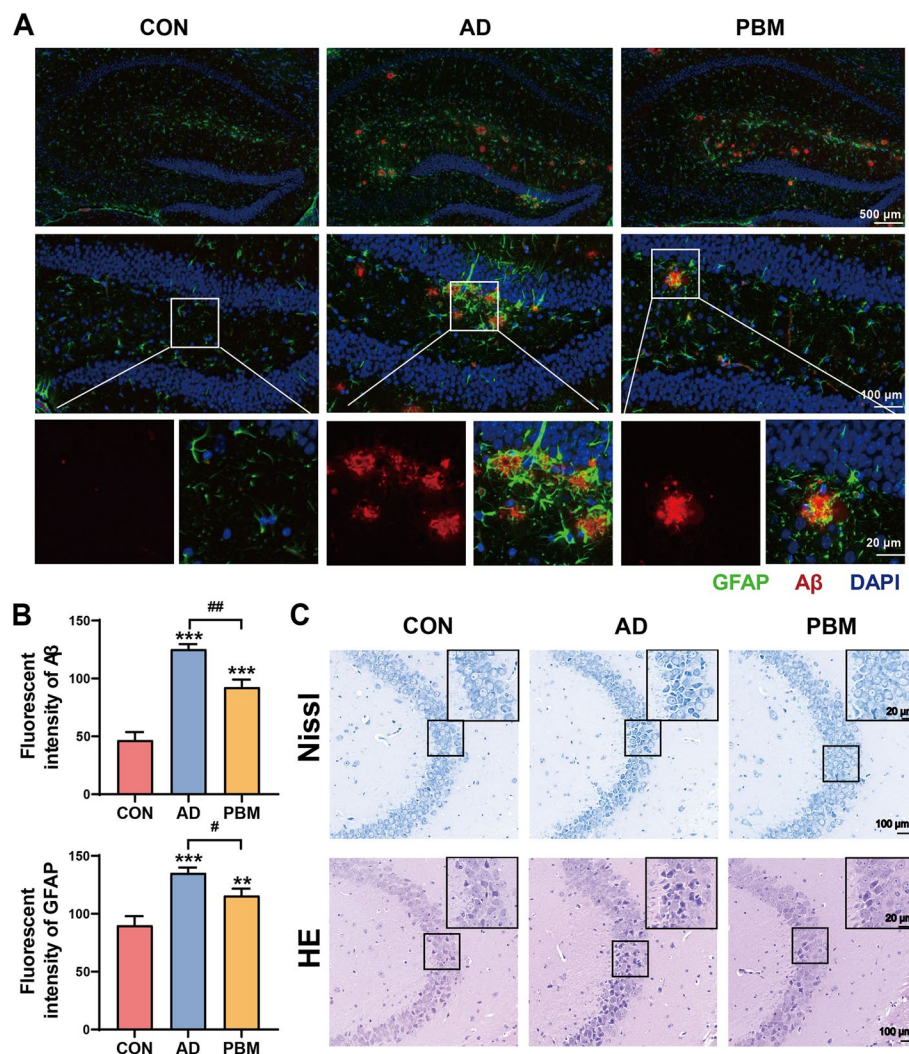 A
CON AD PBM
500 µm
100 µm
20 µm
GFAP Aβ DAPI
B
Fluorescent
intensity of Aβ
150
100
50
0
***
##
***
CON AD PBM
Fluorescent
intensity of GFAP
150
100
50
0
***
#
**
CON AD PBM
C
CON AD PBM
Nissl
20 µm
100 µm
HE
20 µm
100 µm